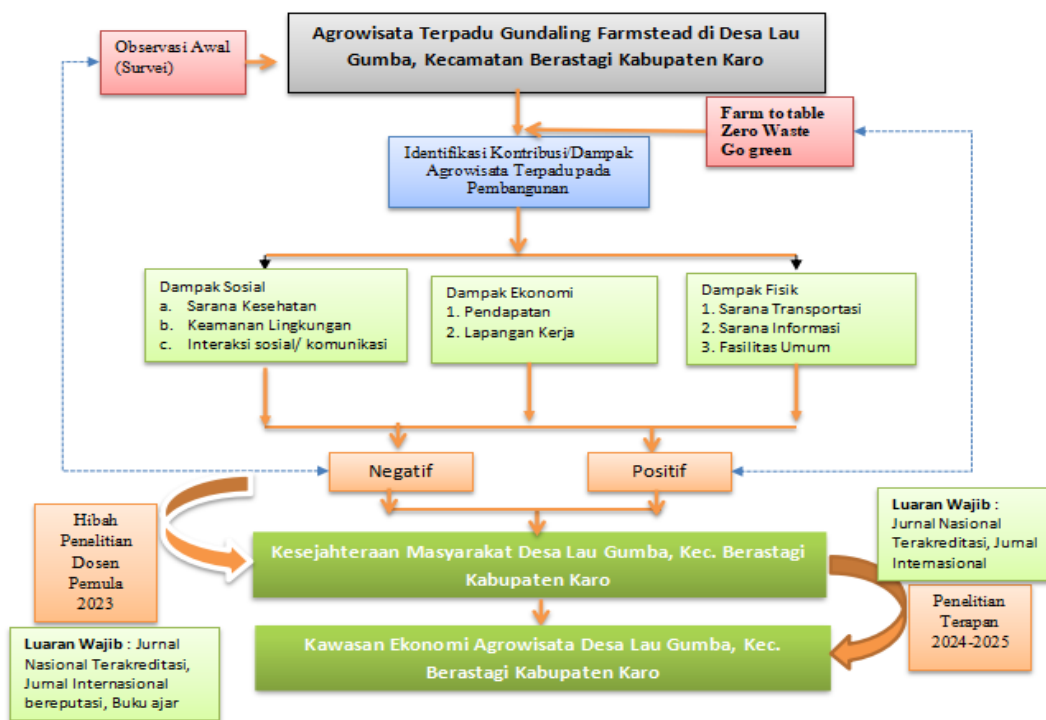 Observasi Awal
(Survei)
Agrowisata Terpadu Gundaling Farmstead di Desa Lau
Gumba, Kecamatan Berastagi Kabupaten Karo
Farm to table
Zero Waste
Go green
Identifikasi Kontribusi/Dampak
Agrowisata Terpadu pada
Pembangunan
Dampak Sosial
a. Sarana Kesehatan
b. Keamanan Lingkungan
c. Interaksi sosial/ komunikasi
Dampak Ekonomi
1. Pendapatan
2. Lapangan Kerja
Dampak Fisik
1. Sarana Transportasi
2. Sarana Informasi
3. Fasilitas Umum
Negatif
Positif
Hibah
Penelitian
Dosen
Pemula
2023
Luaran Wajib :
Jurnal Nasional
Terakreditasi, Jurnal
Internasional
Kesejahteraan Masyarakat Desa Lau Gumba, Kec. Berastagi
Kabupaten Karo
Penelitian
Terapan
2024-2025
Luaran Wajib : Jurnal
Nasional Terakreditasi,
Jurnal Internasional
bereputasi, Buku ajar
Kawasan Ekonomi Agrowisata Desa Lau Gumba, Kec.
Berastagi Kabupaten Karo